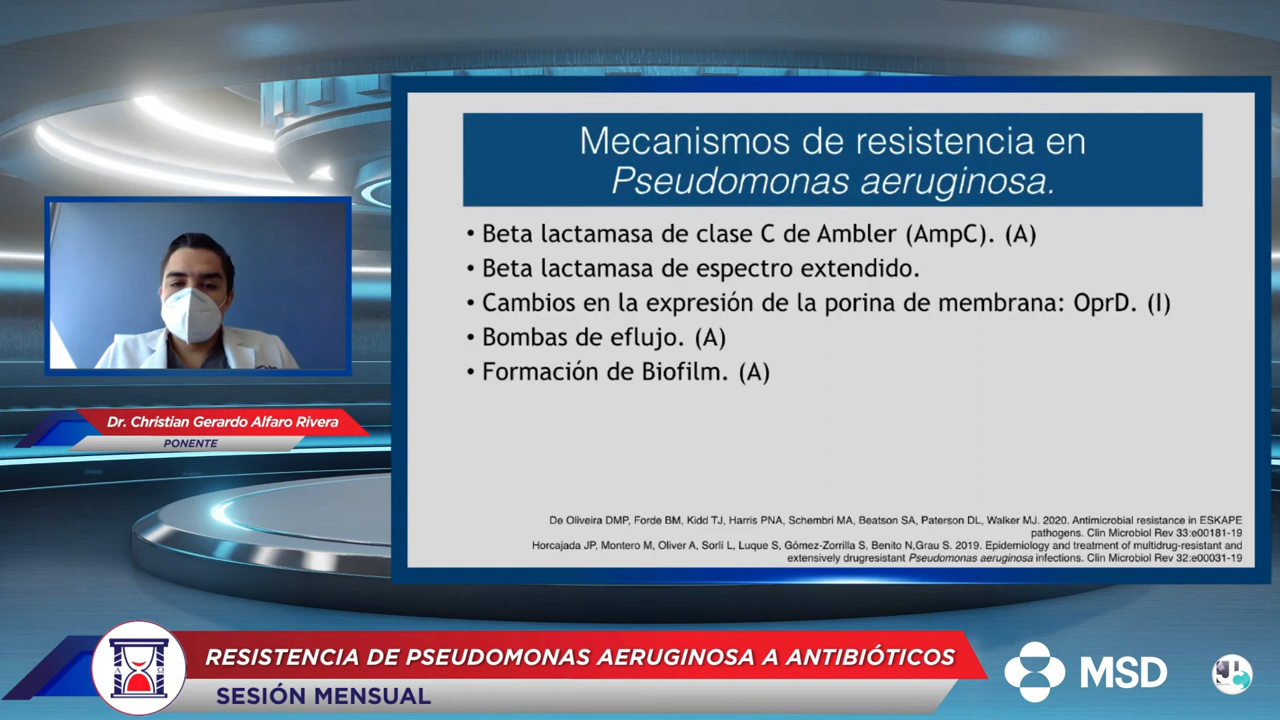 Mecanismos de resistencia en
Pseudomonas aeruginosa.
• Beta lactamasa de clase C de Ambler (AmpC). (A)
• Beta lactamasa de espectro extendido.
• Cambios en la expresión de la porina de membrana: OprD. (I)
• Bombas de eflujo. (A)
• Formación de Biofilm. (A)
De Oliveira DMP, Forde BM, Kidd TJ, Harris PNA, Schembri MA, Beatson SA, Paterson DL, Walker MJ. 2020. Antimicrobial resistance in ESKAPE
pathogens. Clin Microbiol Rev 33:e00181-19
Horcajada JP, Montero M, Oliver A, Sorlí L, Luque S, Gómez-Zorrilla S, Benito N,Grau S. 2019. Epidemiology and treatment of multidrug-resistant and
extensively drugresistant Pseudomonas aeruginosa infections. Clin Microbiol Rev 32:e00031-19
Dr. Christian Gerardo Alfaro Rivera
PONENTE
RESISTENCIA DE PSEUDOMONAS AERUGINOSA A ANTIBIÓTICOS
SESIÓN MENSUAL
A Ω
MSD